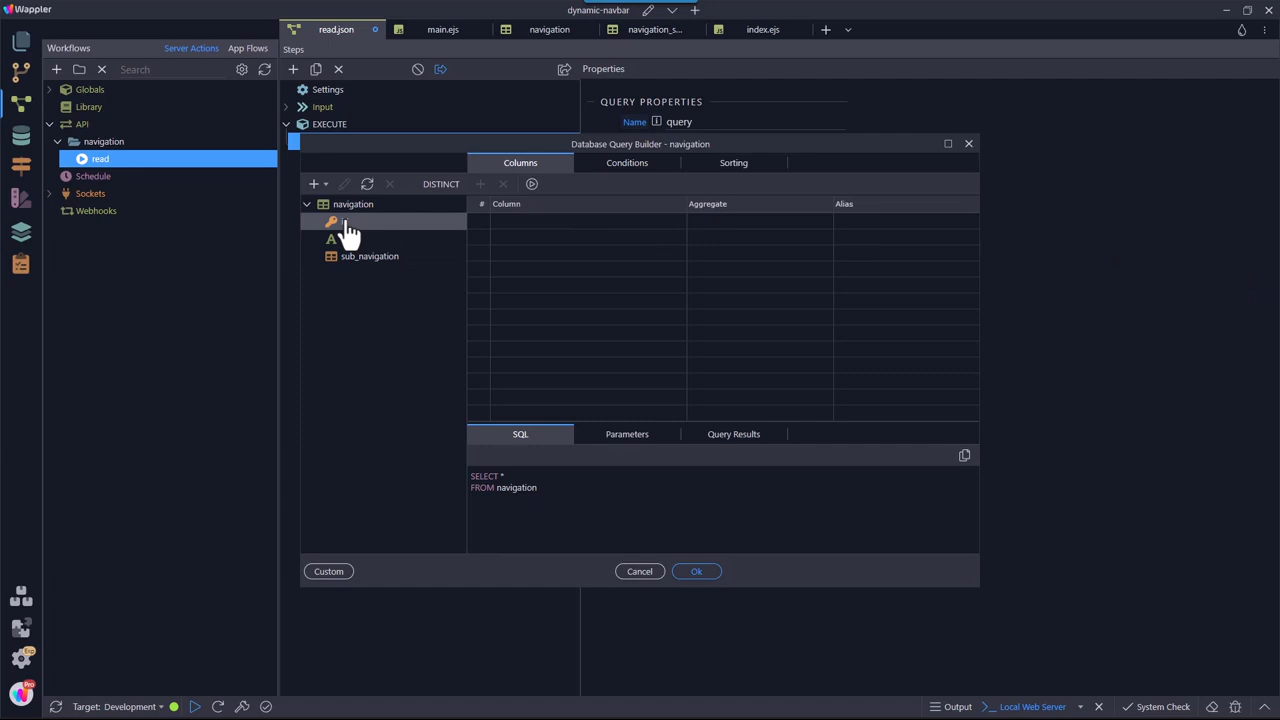 Wappler
dynamic-navbar
Workflows
Server Actions
App Flows
read.json
main.ejs
navigation
navigation_s...
index.ejs
Steps
Search
Properties
Globals
Library
API
navigation
read
Schedule
Sockets
Webhooks
Settings
Input
EXECUTE
QUERY PROPERTIES
Name
query
Database Query Builder - navigation
Columns
Conditions
Sorting
DISTINCT
navigation
sub_navigation
#
Column
Aggregate
Alias
SQL
Parameters
Query Results
SELECT *
FROM navigation
Custom
Cancel
Ok
Exp
Pro
Target: Development
Output
Local Web Server
System Check